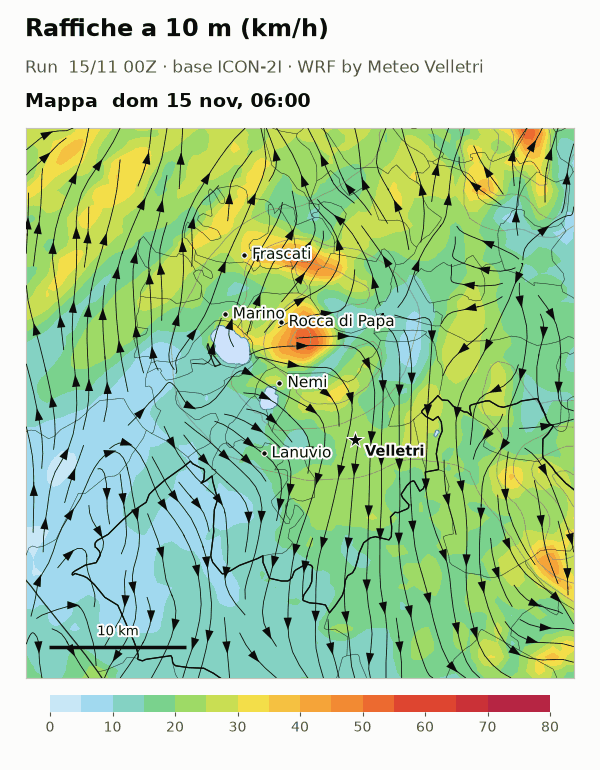 Raffiche a 10 m (km/h)
Run 15/11 00Z · base ICON-2I · WRF by Meteo Velletri
Mappa dom 15 nov, 06:00
Frascati
Marino
Rocca di Papa
Nemi
Velletri
Lanuvio
10 km
0 10 20 30 40 50 60 70 80